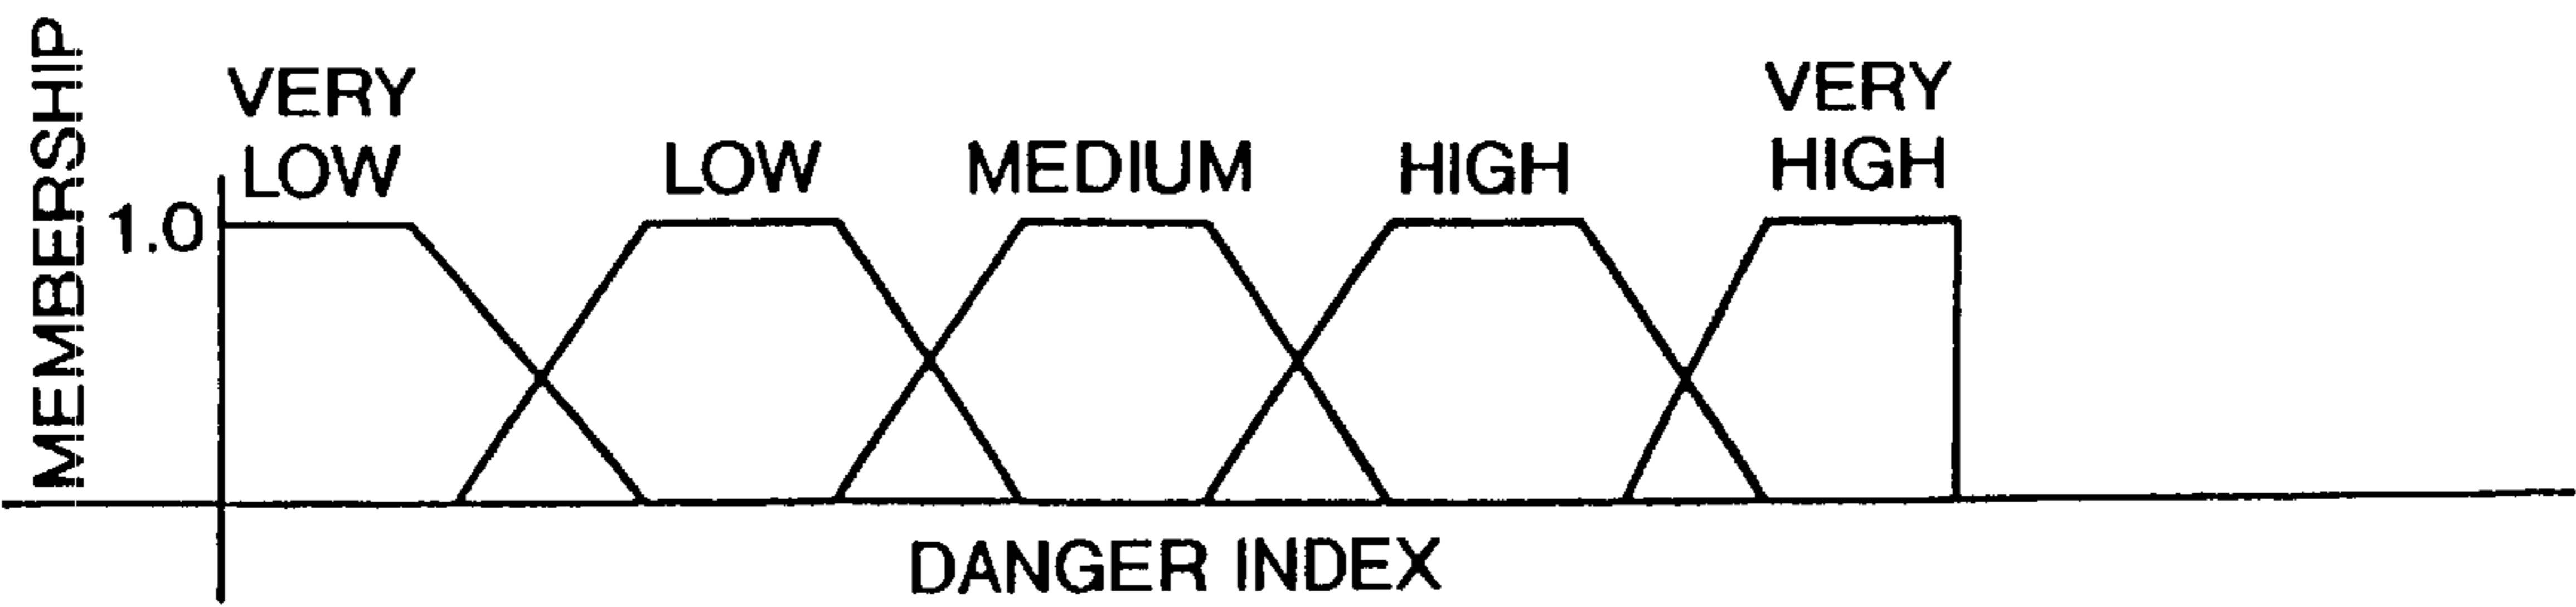 MEMBERSHIP
VERY
LOW
LOW
MEDIUM
HIGH
VERY
HIGH
1.0
DANGER INDEX